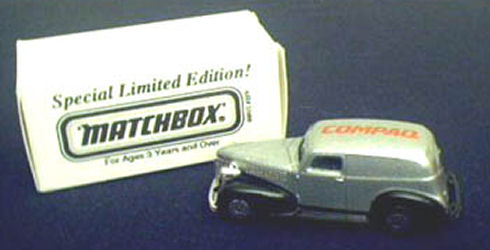 Special Limited Edition!
MATCHBOX
For Ages 3 Years and Over
COMPAQ